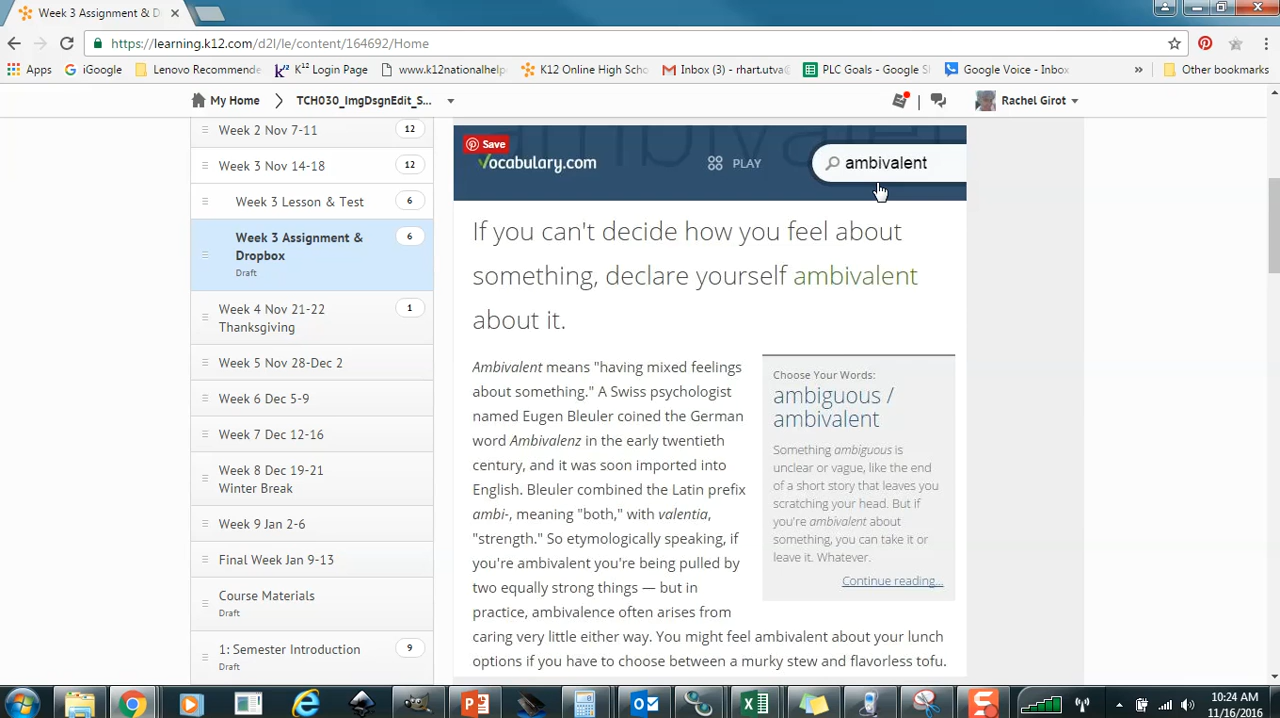 Week 3 Assignment & D
https://learning.k12.com/d2l/le/content/164692/Home
Apps
iGoogle
Lenovo Recommende
K12 Login Page
www.k12nationalhelp
K12 Online High Scho
Inbox (3) - rhart.utva@
PLC Goals - Google S
Google Voice - Inbox
»
Other bookmarks
My Home
TCH030_ImgDsgnEdit_S...
Rachel Girot
Week 2 Nov 7-11
12
Week 3 Nov 14-18
12
Week 3 Lesson & Test
6
Week 3 Assignment &
Dropbox
6
Draft
Week 4 Nov 21-22
Thanksgiving
1
Week 5 Nov 28-Dec 2
Week 6 Dec 5-9
Week 7 Dec 12-16
Week 8 Dec 19-21
Winter Break
Week 9 Jan 2-6
Final Week Jan 9-13
Course Materials
Draft
1: Semester Introduction
9
Draft
Save
Vocabulary.com
PLAY
ambivalent
If you can't decide how you feel about
something, declare yourself ambivalent
about it.
Ambivalent means "having mixed feelings
about something." A Swiss psychologist
named Eugen Bleuler coined the German
word Ambivalenz in the early twentieth
century, and it was soon imported into
English. Bleuler combined the Latin prefix
ambi-, meaning "both," with valentia,
"strength." So etymologically speaking, if
you're ambivalent you're being pulled by
two equally strong things — but in
practice, ambivalence often arises from
caring very little either way. You might feel ambivalent about your lunch
options if you have to choose between a murky stew and flavorless tofu.
Choose Your Words:
ambiguous /
ambivalent
Something ambiguous is
unclear or vague, like the end
of a short story that leaves you
scratching your head. But if
you're ambivalent about
something, you can take it or
leave it. Whatever.
Continue reading...
10:24 AM
11/16/2016